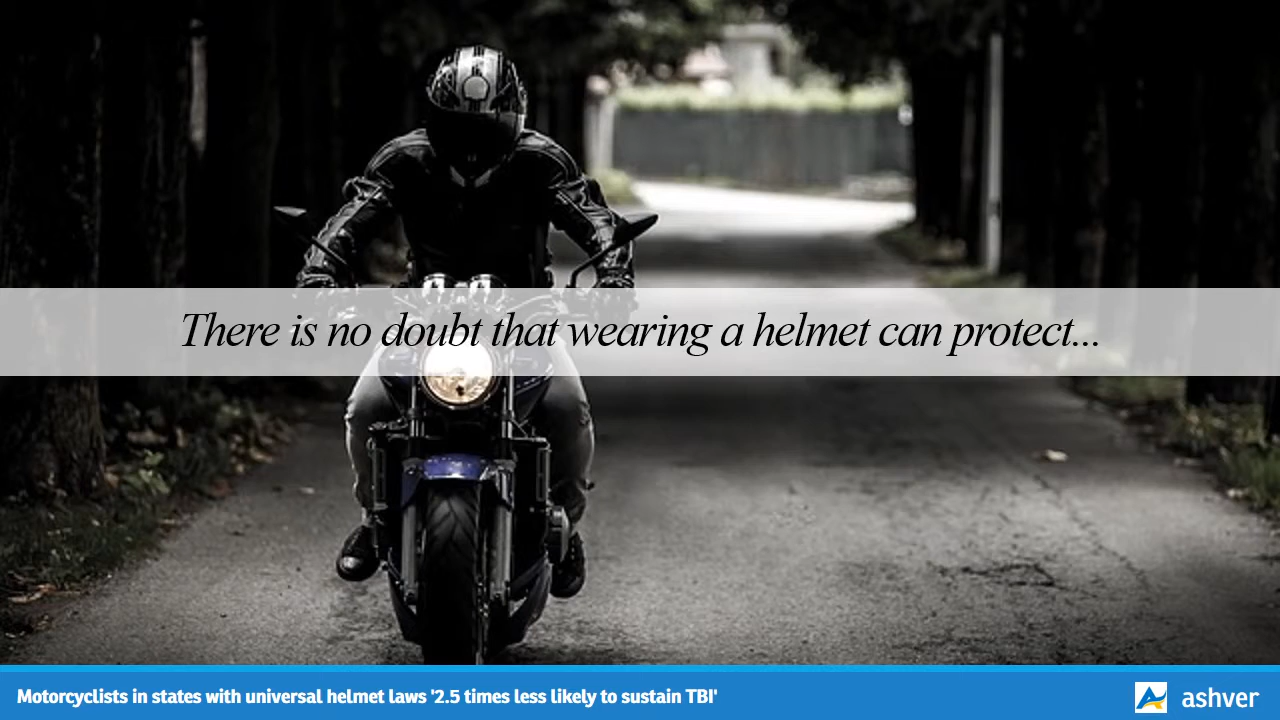 There is no doubt that wearing a helmet can protect...
Motorcyclists in states with universal helmet laws '2.5 times less likely to sustain TBI'
ashver